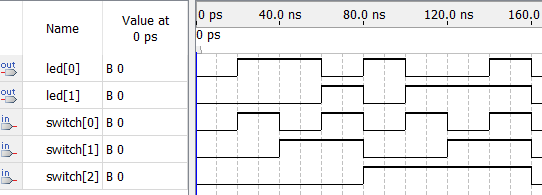 Name Value at 0 ps 0 ps 40.0 ns 80.0 ns 120.0 ns 160.0
0 ps
out led[0] B 0
out led[1] B 0
in switch[0] B 0
in switch[1] B 0
in switch[2] B 0